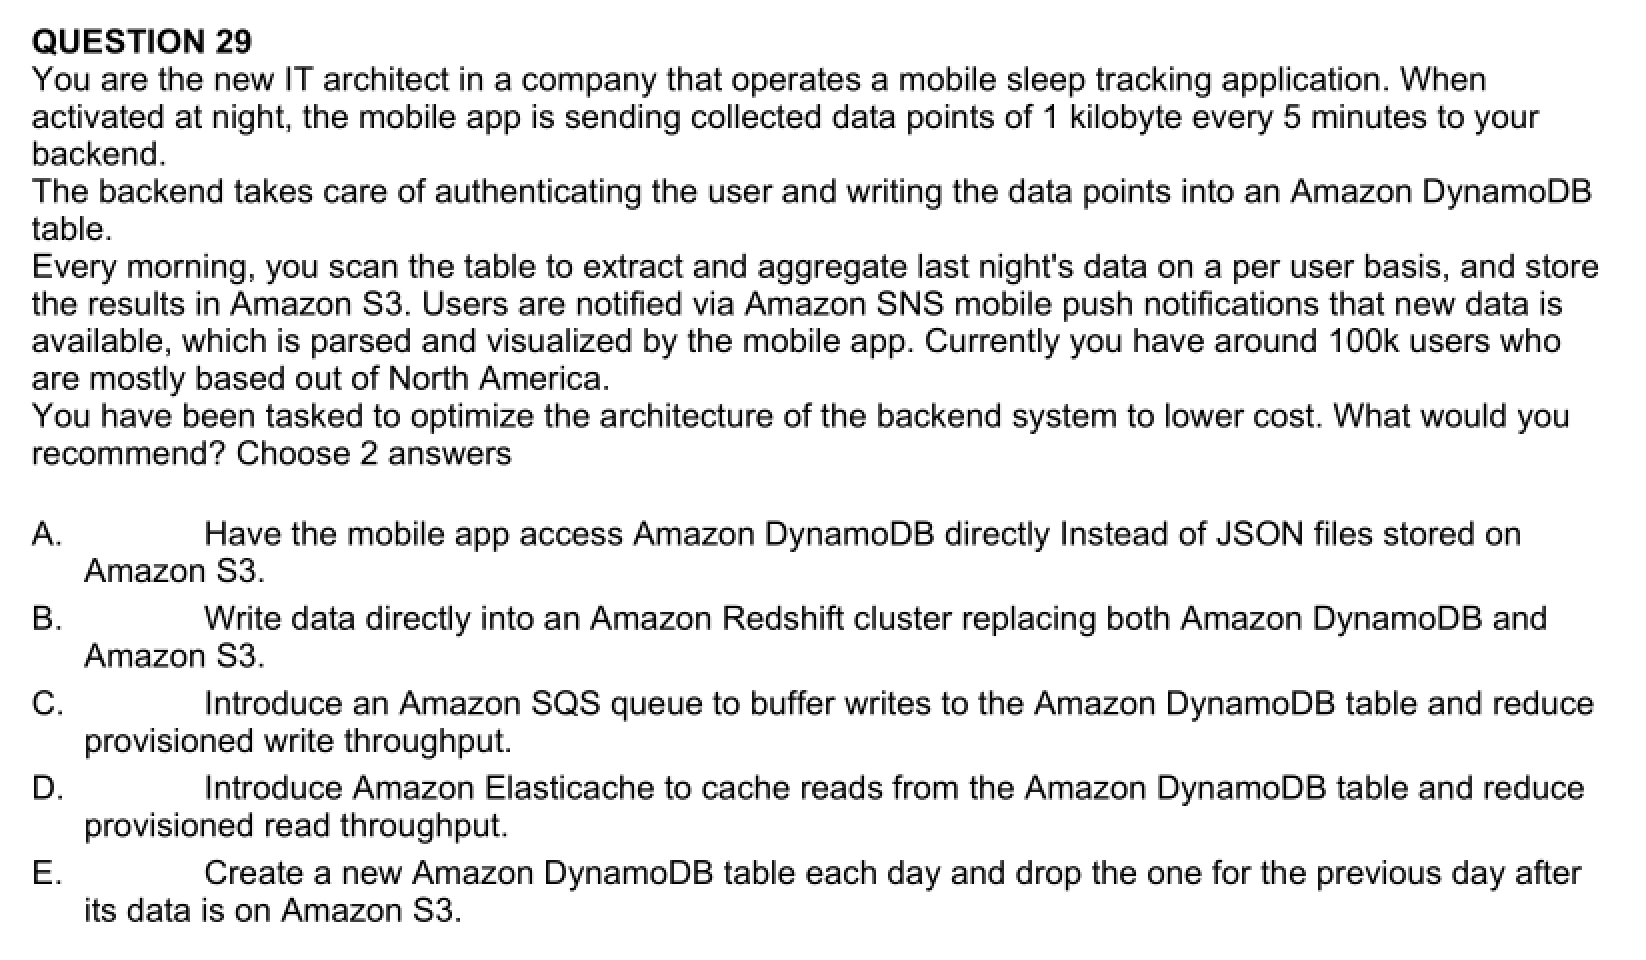 QUESTION 29
You are the new IT architect in a company that operates a mobile sleep tracking application. When
activated at night, the mobile app is sending collected data points of 1 kilobyte every 5 minutes to your
backend.
The backend takes care of authenticating the user and writing the data points into an Amazon DynamoDB
table.
Every morning, you scan the table to extract and aggregate last night's data on a per user basis, and store
the results in Amazon S3. Users are notified via Amazon SNS mobile push notifications that new data is
available, which is parsed and visualized by the mobile app. Currently you have around 100k users who
are mostly based out of North America.
You have been tasked to optimize the architecture of the backend system to lower cost. What would you
recommend? Choose 2 answers
A. Have the mobile app access Amazon DynamoDB directly Instead of JSON files stored on
Amazon S3.
B. Write data directly into an Amazon Redshift cluster replacing both Amazon DynamoDB and
Amazon S3.
C. Introduce an Amazon SQS queue to buffer writes to the Amazon DynamoDB table and reduce
provisioned write throughput.
D. Introduce Amazon Elasticache to cache reads from the Amazon DynamoDB table and reduce
provisioned read throughput.
E. Create a new Amazon DynamoDB table each day and drop the one for the previous day after
its data is on Amazon S3.